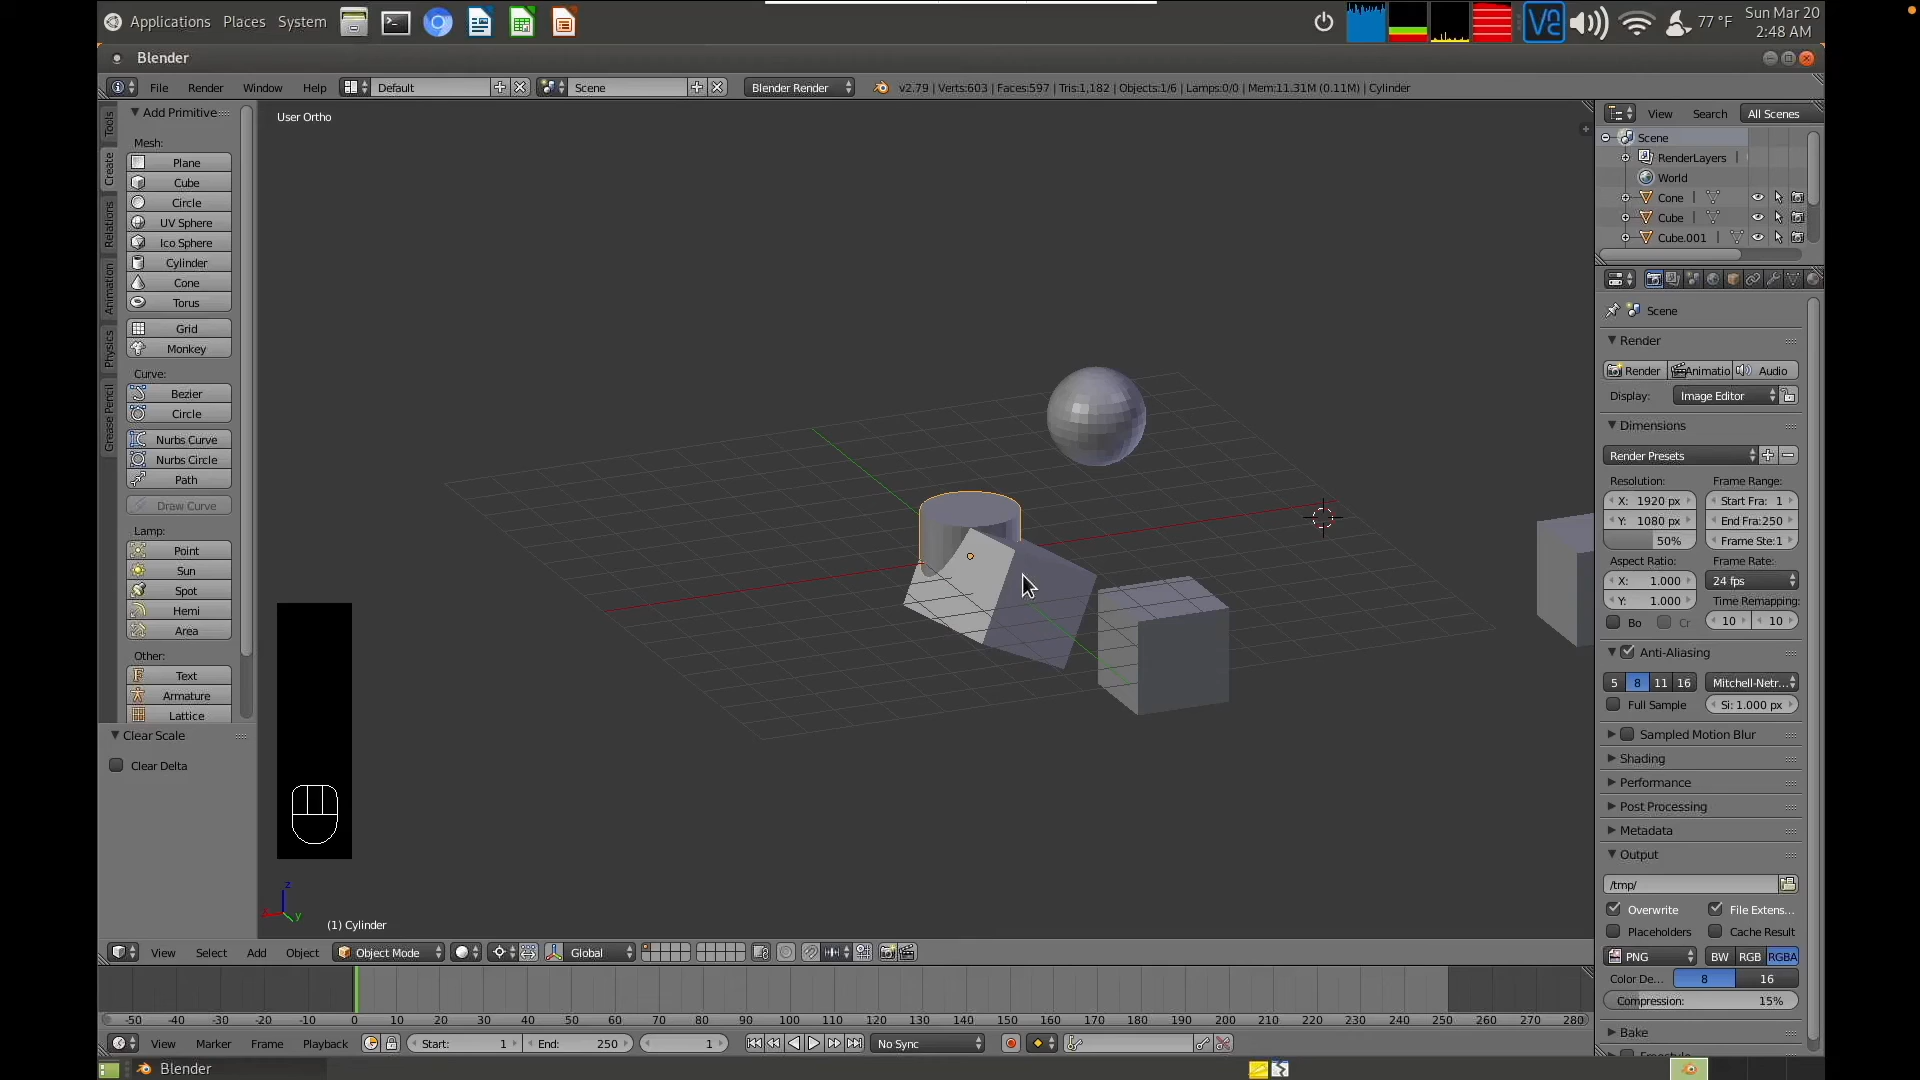 Applications Places System
77 °F
Sun Mar 20
2:48 AM
Blender
File Render Window Help Default Scene Blender Render v2.79 | Verts:603 | Faces:597 | Tris:1,182 | Objects:1/6 | Lamps:0/0 | Mem:11.31M (0.11M) | Cylinder
Tools
Create
Relations
Animation
Physics
Grease Pencil
Add Primitive
Mesh:
Plane
Cube
Circle
UV Sphere
Ico Sphere
Cylinder
Cone
Torus
Grid
Monkey
Curve:
Bezier
Circle
Nurbs Curve
Nurbs Circle
Path
Draw Curve
Lamp:
Point
Sun
Spot
Hemi
Area
Other:
Text
Armature
Lattice
Clear Scale
Clear Delta
User Ortho
z
y
(1) Cylinder
View Select Add Object Object Mode Global
View Search All Scenes
Scene
RenderLayers
World
Cone
Cube
Cube.001
Scene
Render
Render Animatio Audio
Display: Image Editor
Dimensions
Render Presets
Resolution: Frame Range:
X: 1920 px Start Fra: 1
Y: 1080 px End Fra:250
50% Frame Ste:1
Aspect Ratio: Frame Rate:
X: 1.000 24 fps
Y: 1.000 Time Remapping:
Bo Cr 10 10
Anti-Aliasing
5 8 11 16 Mitchell-Netr...
Full Sample Si: 1.000 px
Sampled Motion Blur
Shading
Performance
Post Processing
Metadata
Output
/tmp/
Overwrite File Extens...
Placeholders Cache Result
PNG BW RGB RGBA
Color De... 8 16
Compression: 15%
Bake
-50 -40 -30 -20 -10 0 10 20 30 40 50 60 70 80 90 100 110 120 130 140 150 160 170 180 190 200 210 220 230 240 250 260 270 280
View Marker Frame Playback Start: 1 End: 250 1 No Sync
Blender